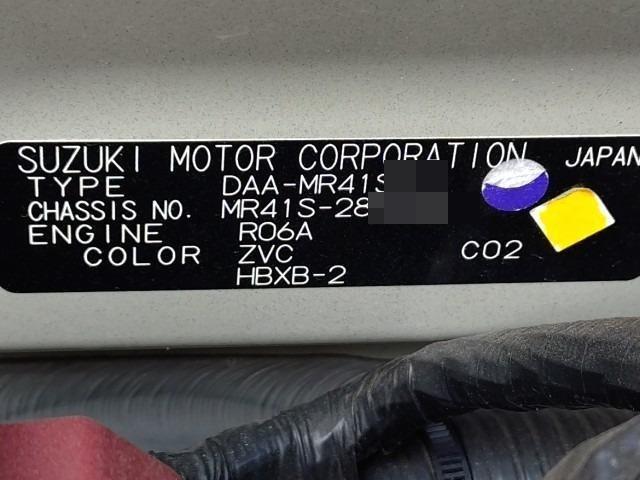 SUZUKI MOTOR CORPORATION JAPAN
TYPE DAA-MR41S
CHASSIS NO. MR41S-28
ENGINE R06A
COLOR ZVC C02
HBXB-2